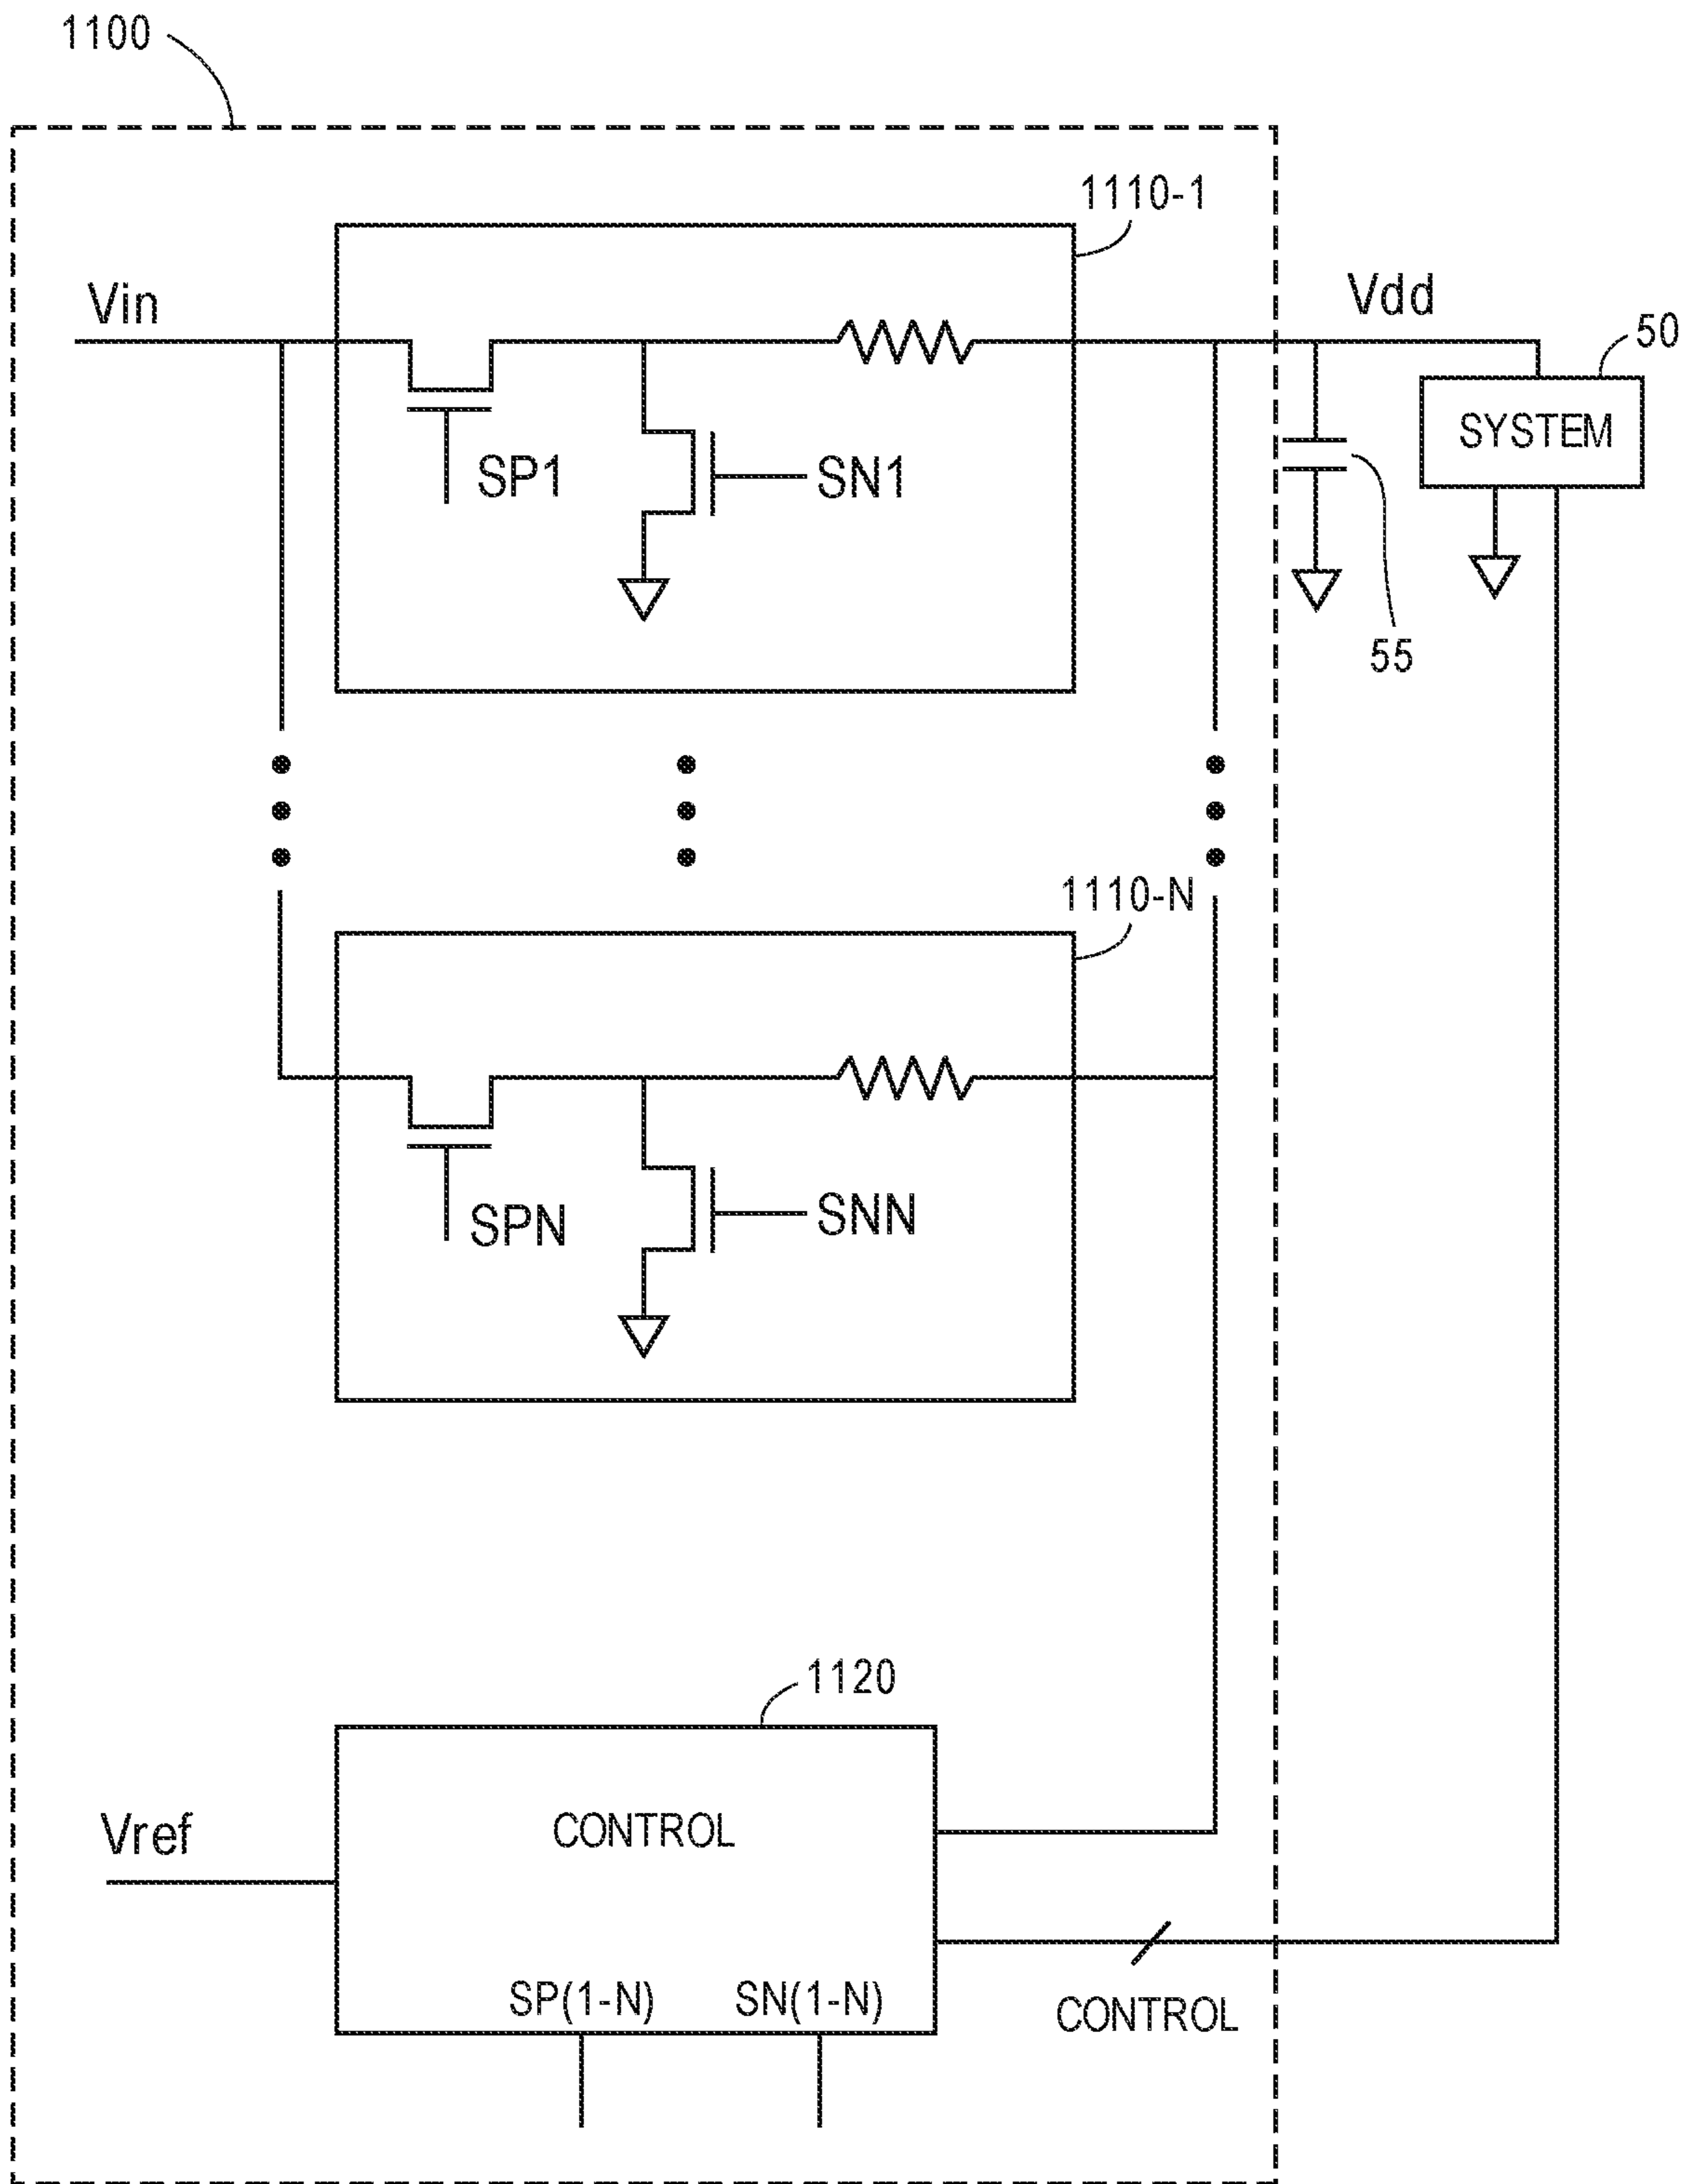 1100
1110-1
Vin
Vdd
50
SYSTEM
SP1
SN1
55
1110-N
SPN
SNN
1120
Vref
CONTROL
SP(1-N)
SN(1-N)
CONTROL